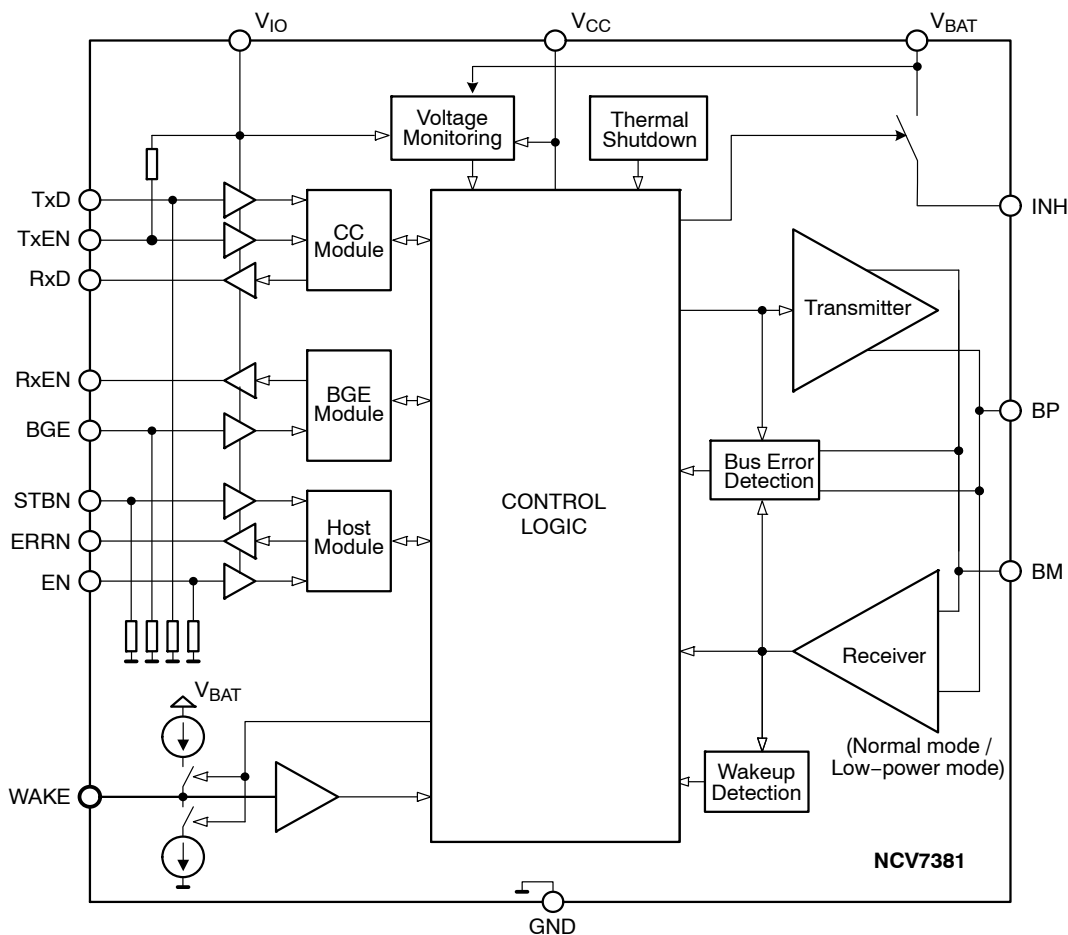 VIO
VCC
VBAT
Voltage
Monitoring
Thermal
Shutdown
TxD
TxEN
RxD
CC
Module
INH
Transmitter
RxEN
BGE
BGE
Module
BP
STBN
ERRN
EN
Host
Module
CONTROL
LOGIC
Bus Error
Detection
BM
Receiver
(Normal mode /
Low−power mode)
VBAT
WAKE
Wakeup
Detection
NCV7381
GND